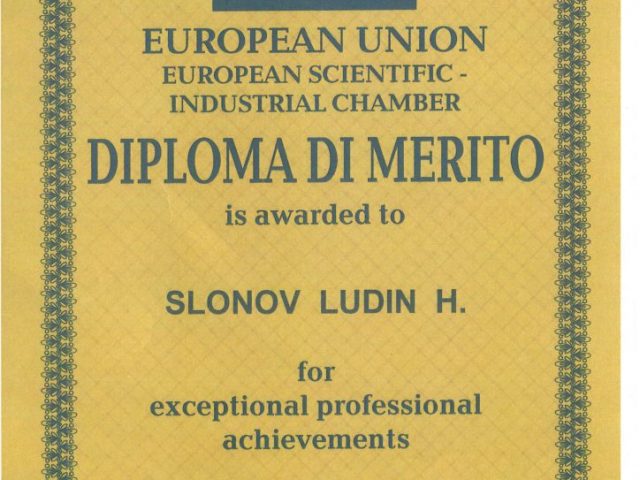 EUROPEAN UNION
EUROPEAN SCIENTIFIC -
INDUSTRIAL CHAMBER
DIPLOMA DI MERITO
is awarded to
SLONOV LUDIN H.
for
exceptional professional
achievements